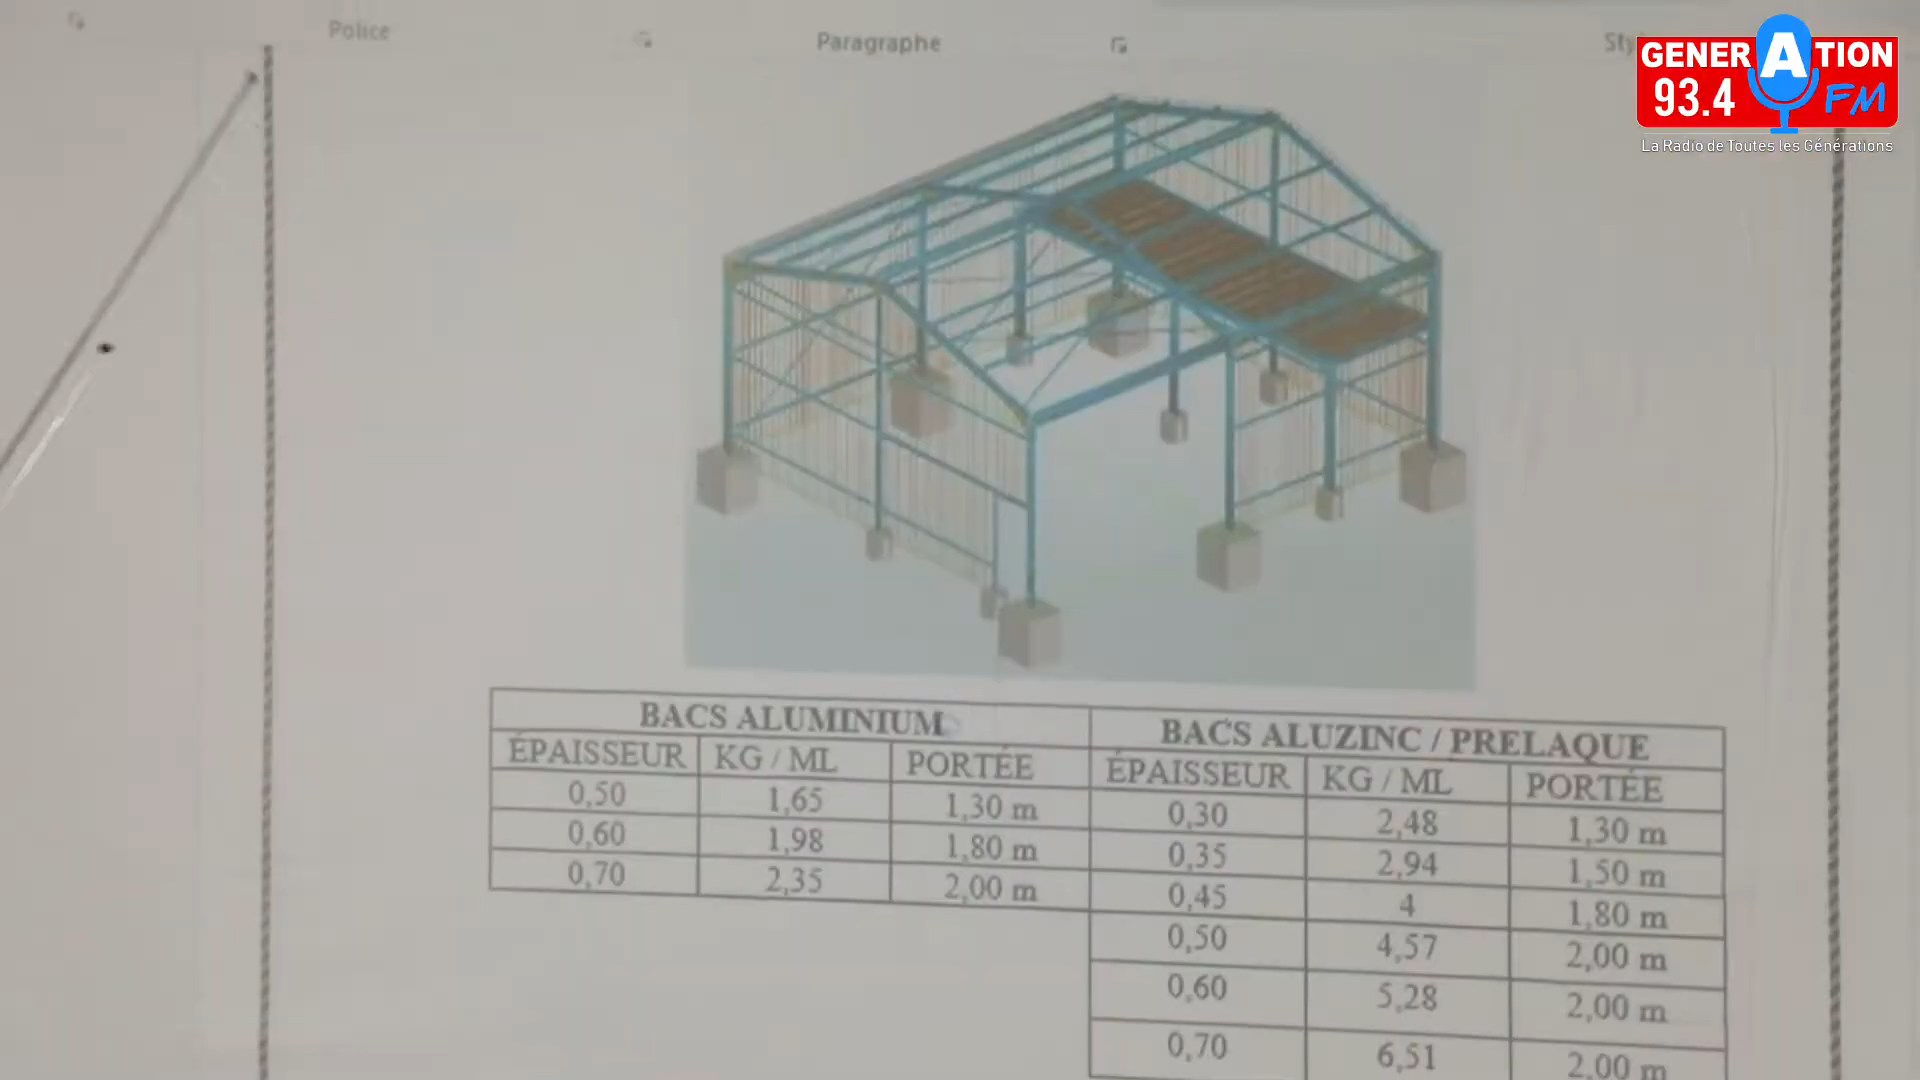 Police
Paragraphe
GENERATION
93.4 FM
La Radio de Toutes les Générations
BACS ALUMINIUM BACS ALUZINC / PRELAQUE
ÉPAISSEUR KG / ML PORTÉE ÉPAISSEUR KG / ML PORTÉE
0,50 1,65 1,30 m 0,30 2,48 1,30 m
0,60 1,98 1,80 m 0,35 2,94 1,50 m
0,70 2,35 2,00 m 0,45 4 1,80 m
0,50 4,57 2,00 m
0,60 5,28 2,00 m
0,70 6,51 2,00 m